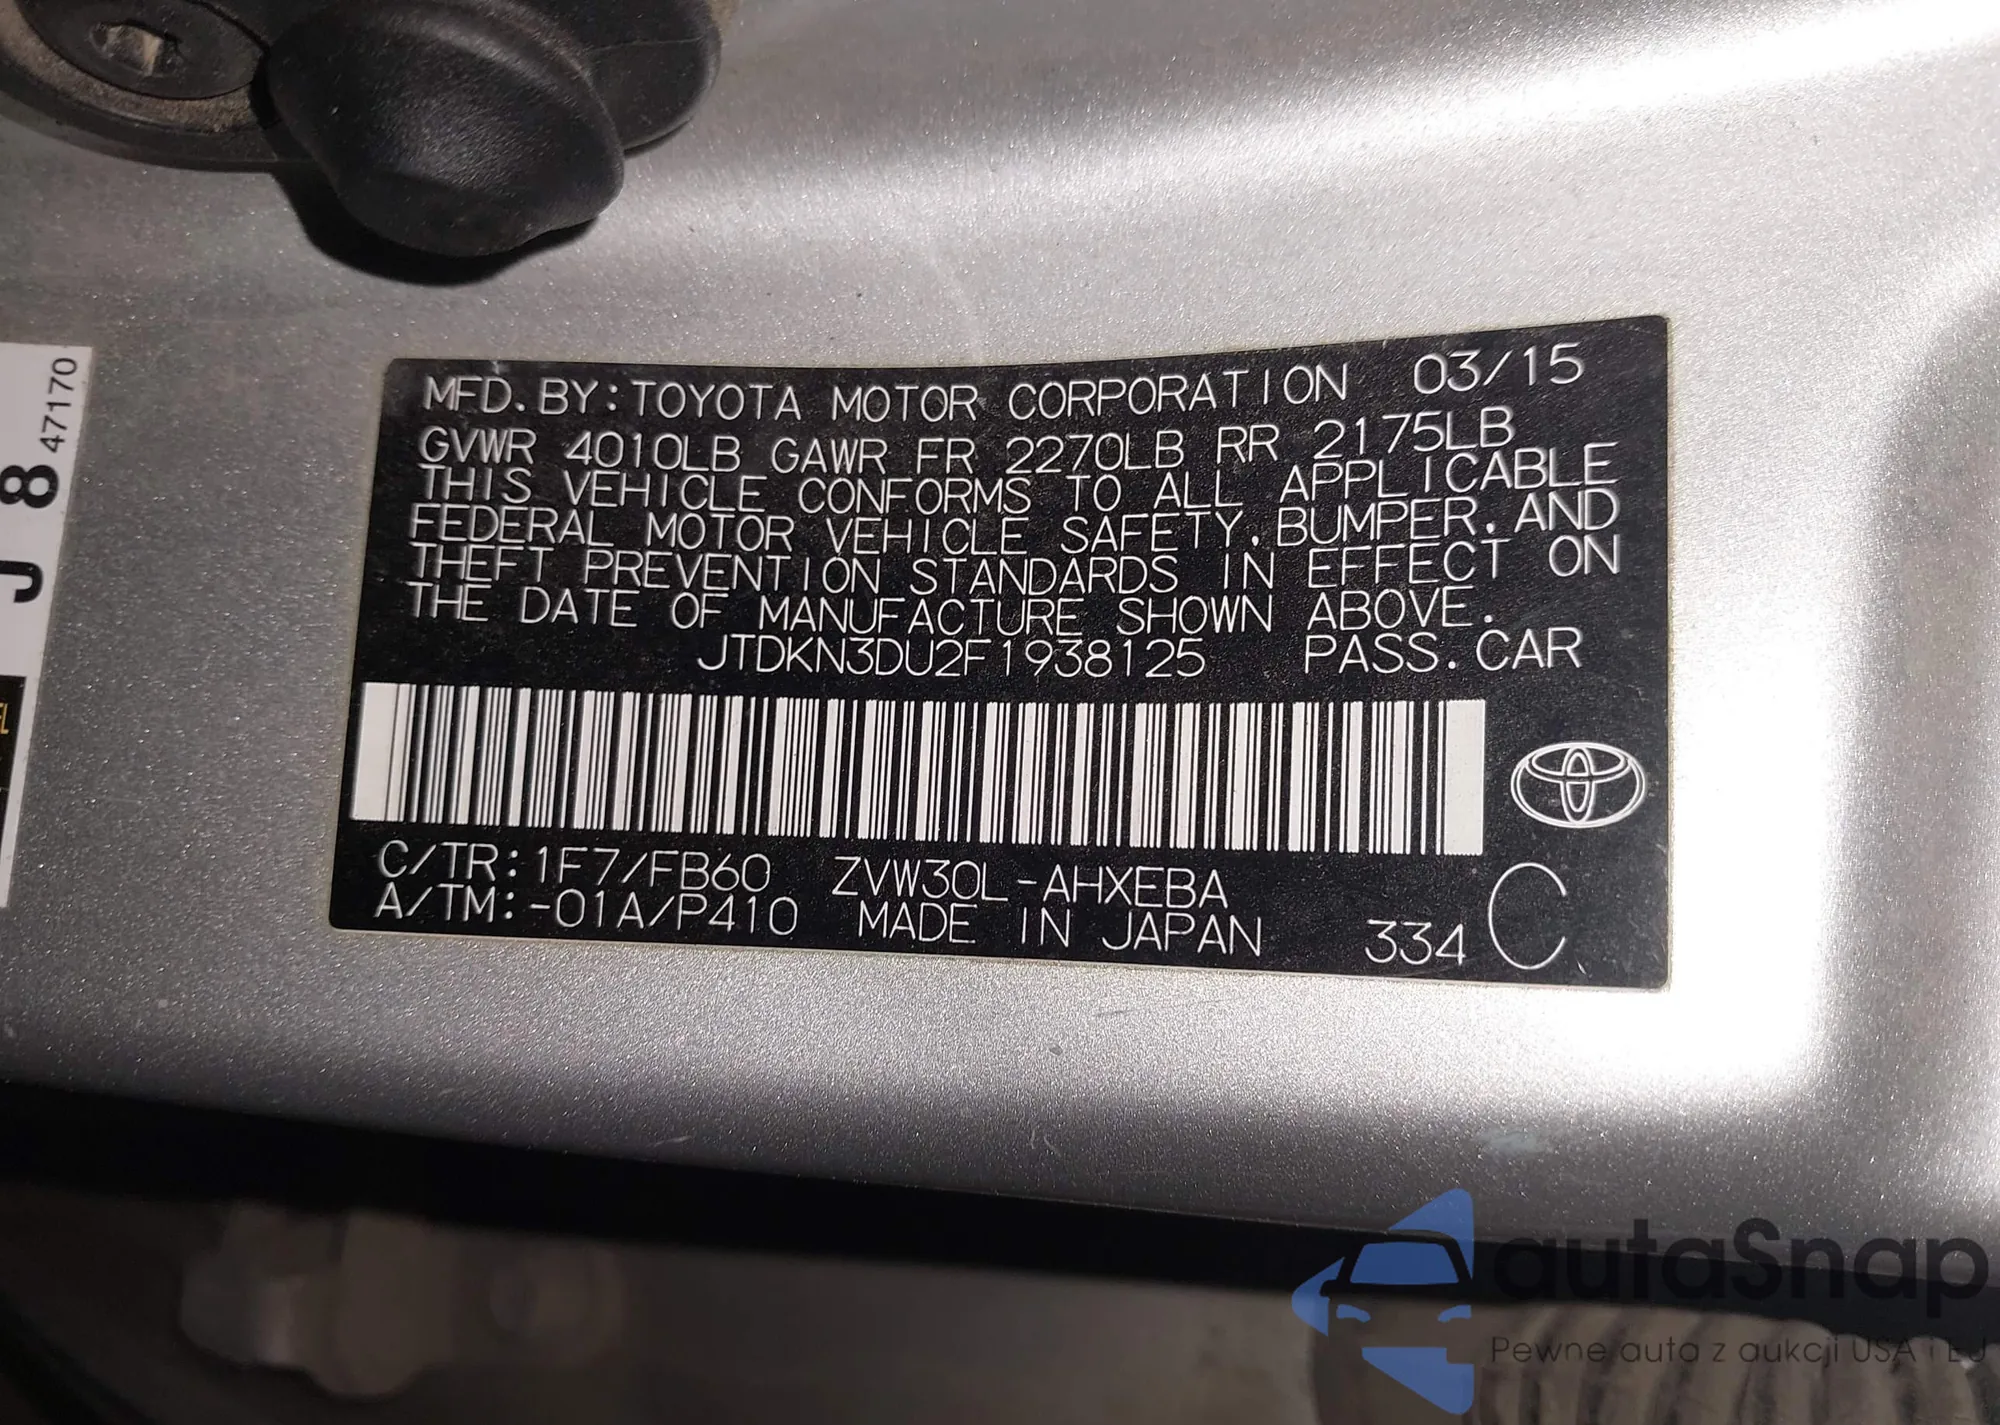 MFD. BY: TOYOTA MOTOR CORPORATION 03/15
GVWR 4010LB GAWR FR 2270LB RR 2175LB
THIS VEHICLE CONFORMS TO ALL APPLICABLE
FEDERAL MOTOR VEHICLE SAFETY, BUMPER, AND
THEFT PREVENTION STANDARDS IN EFFECT ON
THE DATE OF MANUFACTURE SHOWN ABOVE.
JTDKN3DU2F1938125 PASS. CAR
C/TR: 1F7/FB60 ZVW30L-AHXEBA
A/TM: -01A/P410 MADE IN JAPAN 334 C
J 8 47170
autaSnap
Pewne auta z aukcji USA i EU